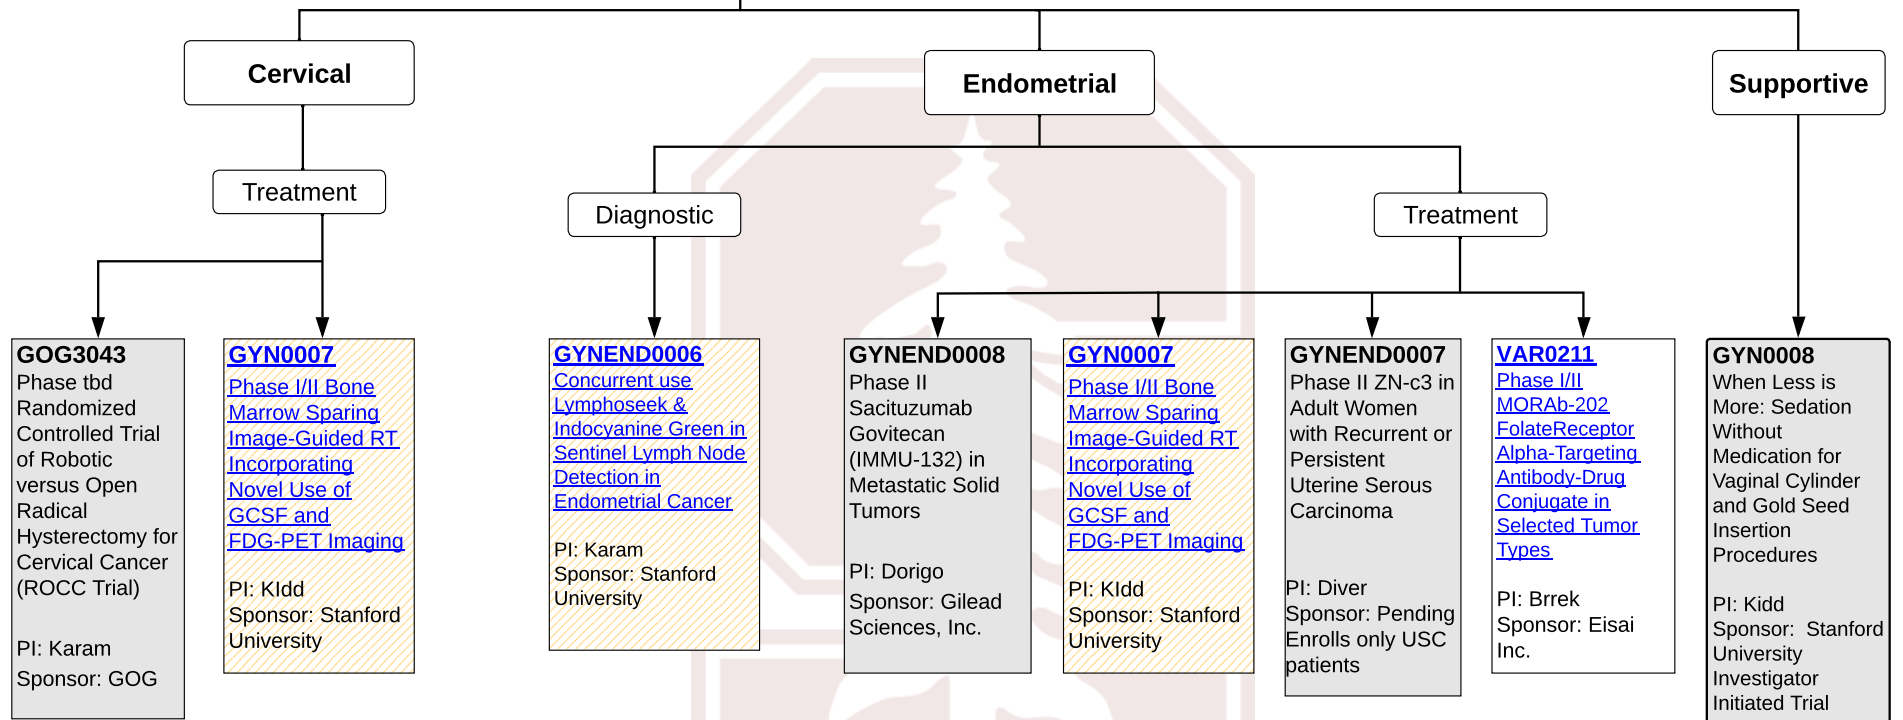 Cervical
Endometrial
Supportive
Treatment
Diagnostic
Treatment
GOG3043
Phase tbd
Randomized
Controlled Trial
of Robotic
versus Open
Radical
Hysterectomy for
Cervical Cancer
(ROCC Trial)
PI: Karam
Sponsor: GOG
GYN0007
Phase I/II Bone
Marrow Sparing
Image-Guided RT
Incorporating
Novel Use of
GCSF and
FDG-PET Imaging
PI: KIdd
Sponsor: Stanford
University
GYNEND0006
Concurrent use
Lymphoseek &
Indocyanine Green in
Sentinel Lymph Node
Detection in
Endometrial Cancer
PI: Karam
Sponsor: Stanford
University
GYNEND0008
Phase II
Sacituzumab
Govitecan
(IMMU-132) in
Metastatic Solid
Tumors
PI: Dorigo
Sponsor: Gilead
Sciences, Inc.
GYN0007
Phase I/II Bone
Marrow Sparing
Image-Guided RT
Incorporating
Novel Use of
GCSF and
FDG-PET Imaging
PI: KIdd
Sponsor: Stanford
University
GYNEND0007
Phase II ZN-c3 in
Adult Women
with Recurrent or
Persistent
Uterine Serous
Carcinoma
PI: Diver
Sponsor: Pending
Enrolls only USC
patients
VAR0211
Phase I/II
MORAb-202
FolateReceptor
Alpha-Targeting
Antibody-Drug
Conjugate in
Selected Tumor
Types
PI: Brrek
Sponsor: Eisai
Inc.
GYN0008
When Less is
More: Sedation
Without
Medication for
Vaginal Cylinder
and Gold Seed
Insertion
Procedures
PI: Kidd
Sponsor:  Stanford
University
Investigator
Initiated Trial